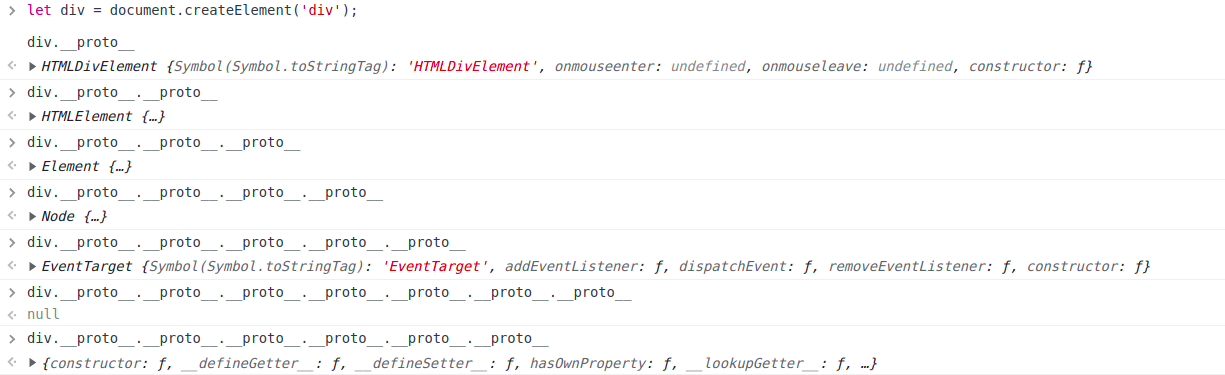 let div = document.createElement('div');
div.__proto__
HTMLDivElement {Symbol(Symbol.toStringTag): 'HTMLDivElement', onmouseenter: undefined, onmouseleave: undefined, constructor: ƒ}
div.__proto__.__proto__
HTMLElement {…}
div.__proto__.__proto__.__proto__
Element {…}
div.__proto__.__proto__.__proto__.__proto__
Node {…}
div.__proto__.__proto__.__proto__.__proto__.__proto__
EventTarget {Symbol(Symbol.toStringTag): 'EventTarget', addEventListener: ƒ, dispatchEvent: ƒ, removeEventListener: ƒ, constructor: ƒ}
div.__proto__.__proto__.__proto__.__proto__.__proto__.__proto__.__proto__
null
div.__proto__.__proto__.__proto__.__proto__.__proto__.__proto__
{constructor: ƒ, __defineGetter__: ƒ, __defineSetter__: ƒ, hasOwnProperty: ƒ, __lookupGetter__: ƒ, …}